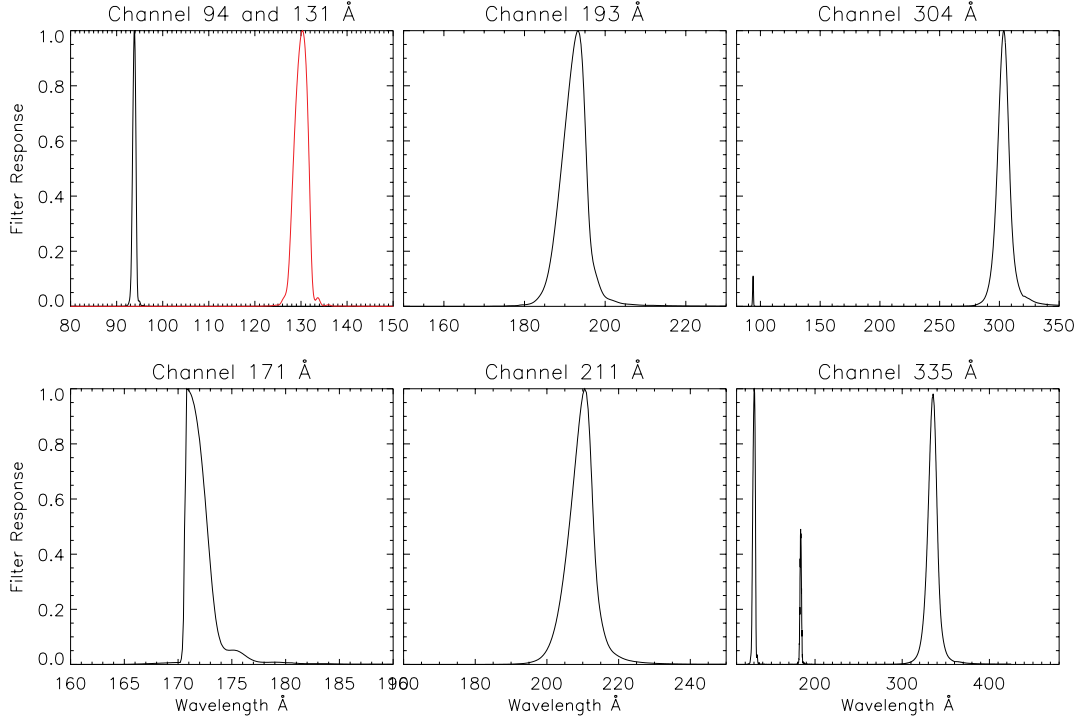 Channel 94 and 131 Å
Channel 193 Å
Channel 304 Å
Filter Response
1.0
0.8
0.6
0.4
0.2
0.0
80 90 100 110 120 130 140 150
160 180 200 220
100 150 200 250 300 350
Channel 171 Å
Channel 211 Å
Channel 335 Å
Filter Response
1.0
0.8
0.6
0.4
0.2
0.0
160 165 170 175 180 185 190
160 200 220 240
200 300 400
Wavelength Å
Wavelength Å
Wavelength Å